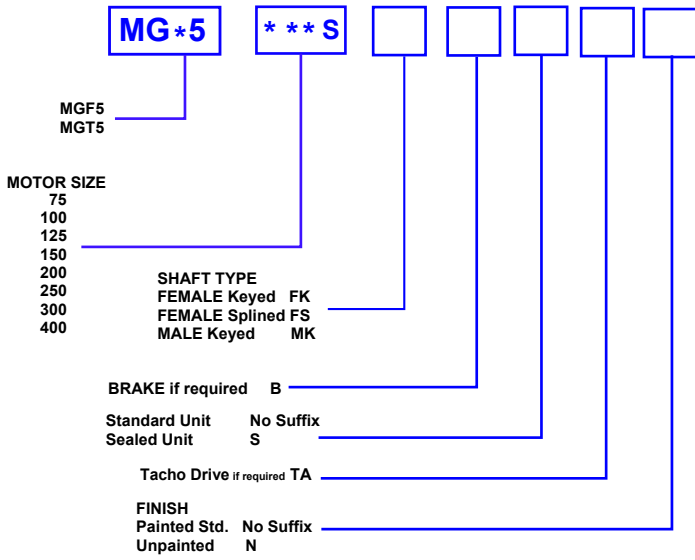 MG*5 ***S
MGF5
MGT5
MOTOR SIZE
75
100
125
150
200
250
300
400
SHAFT TYPE
FEMALE Keyed FK
FEMALE Splined FS
MALE Keyed MK
BRAKE if required B
Standard Unit No Suffix
Sealed Unit S
Tacho Drive if required TA
FINISH
Painted Std. No Suffix
Unpainted N